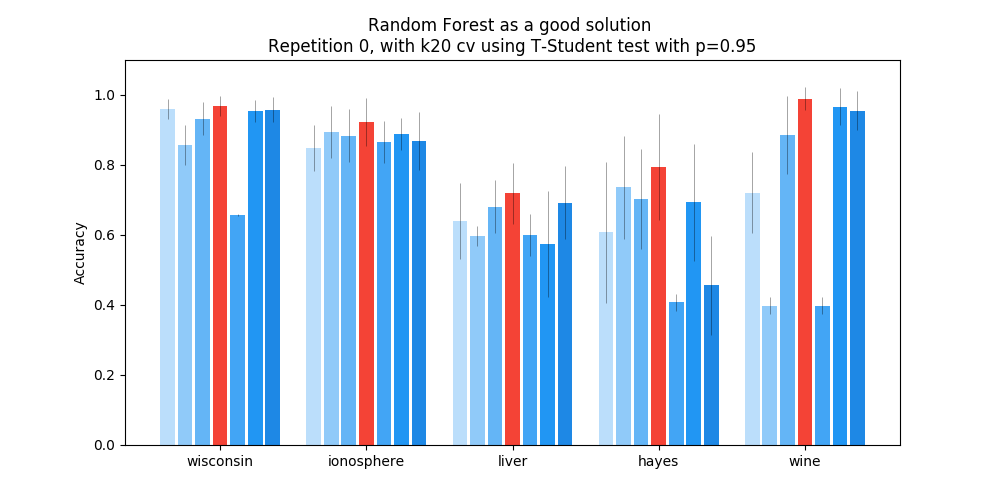 Random Forest as a good solution
Repetition 0, with k20 cv using T-Student test with p=0.95
Accuracy
1.0
0.8
0.6
0.4
0.2
0.0
wisconsin ionosphere liver hayes wine